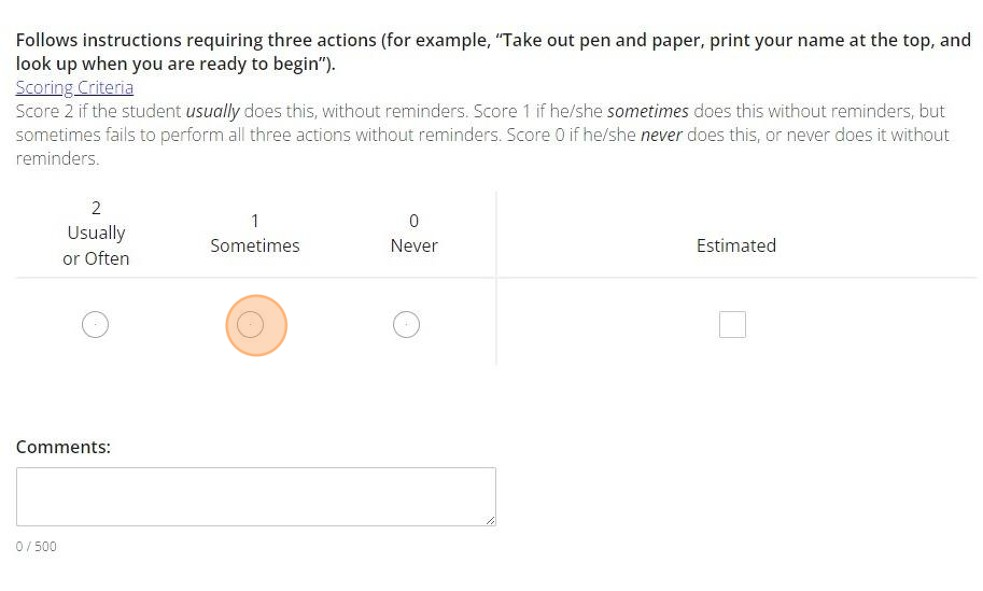 Follows instructions requiring three actions (for example, “Take out pen and paper, print your name at the top, and
look up when you are ready to begin”).
Scoring Criteria
Score 2 if the student usually does this, without reminders. Score 1 if he/she sometimes does this without reminders, but
sometimes fails to perform all three actions without reminders. Score 0 if he/she never does this, or never does it without
reminders.
2
Usually
or Often
1
Sometimes
0
Never
Estimated
Comments:
0 / 500